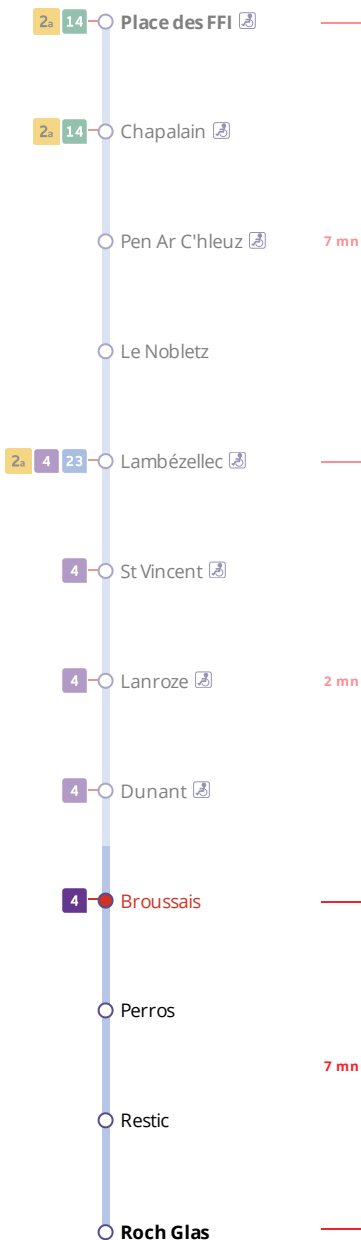 2a 14 Place des FFI
2a 14 Chapalain
Pen Ar C'hleuz 7 mn
Le Nobletz
2a 4 23 Lambézellec
4 St Vincent
4 Lanroze 2 mn
4 Dunant
4 Broussais
Perros
7 mn
Restic
Roch Glas